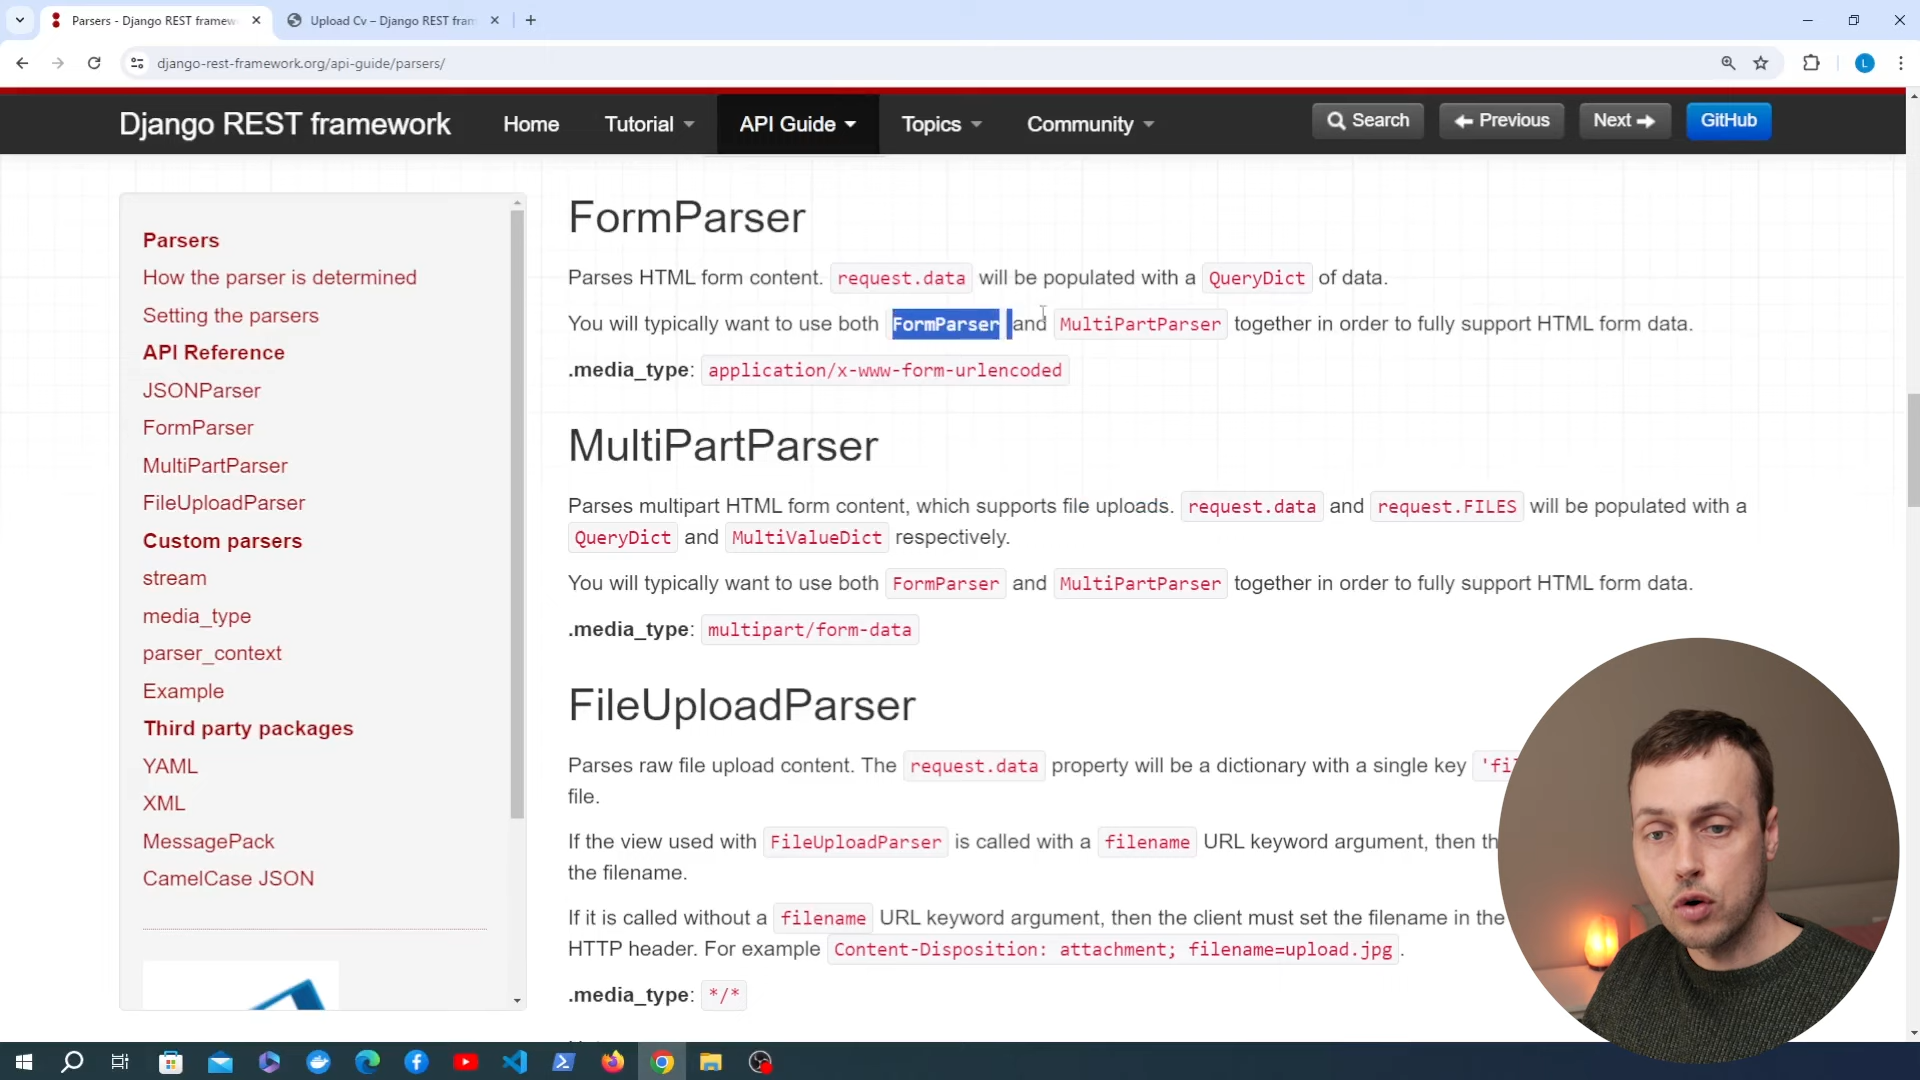 Parsers - Django REST framew
Upload Cv – Django REST fram
django-rest-framework.org/api-guide/parsers/
L
Django REST framework
Home
Tutorial
API Guide
Topics
Community
Search
Previous
Next
GitHub
Parsers
How the parser is determined
Setting the parsers
API Reference
JSONParser
FormParser
MultiPartParser
FileUploadParser
Custom parsers
stream
media_type
parser_context
Example
Third party packages
YAML
XML
MessagePack
CamelCase JSON
FormParser
Parses HTML form content. request.data will be populated with a QueryDict of data.
You will typically want to use both FormParser and MultiPartParser together in order to fully support HTML form data.
.media_type: application/x-www-form-urlencoded
MultiPartParser
Parses multipart HTML form content, which supports file uploads. request.data and request.FILES will be populated with a
QueryDict and MultiValueDict respectively.
You will typically want to use both FormParser and MultiPartParser together in order to fully support HTML form data.
.media_type: multipart/form-data
FileUploadParser
Parses raw file upload content. The request.data property will be a dictionary with a single key 'fil
file.
If the view used with FileUploadParser is called with a filename URL keyword argument, then th
the filename.
If it is called without a filename URL keyword argument, then the client must set the filename in the
HTTP header. For example Content-Disposition: attachment; filename=upload.jpg.
.media_type: */*